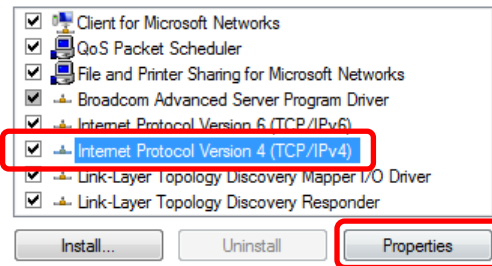 Client for Microsoft Networks
QoS Packet Scheduler
File and Printer Sharing for Microsoft Networks
Broadcom Advanced Server Program Driver
Internet Protocol Version 6 (TCP/IPv6)
Internet Protocol Version 4 (TCP/IPv4)
Link-Layer Topology Discovery Mapper I/O Driver
Link-Layer Topology Discovery Responder
Install... Uninstall Properties